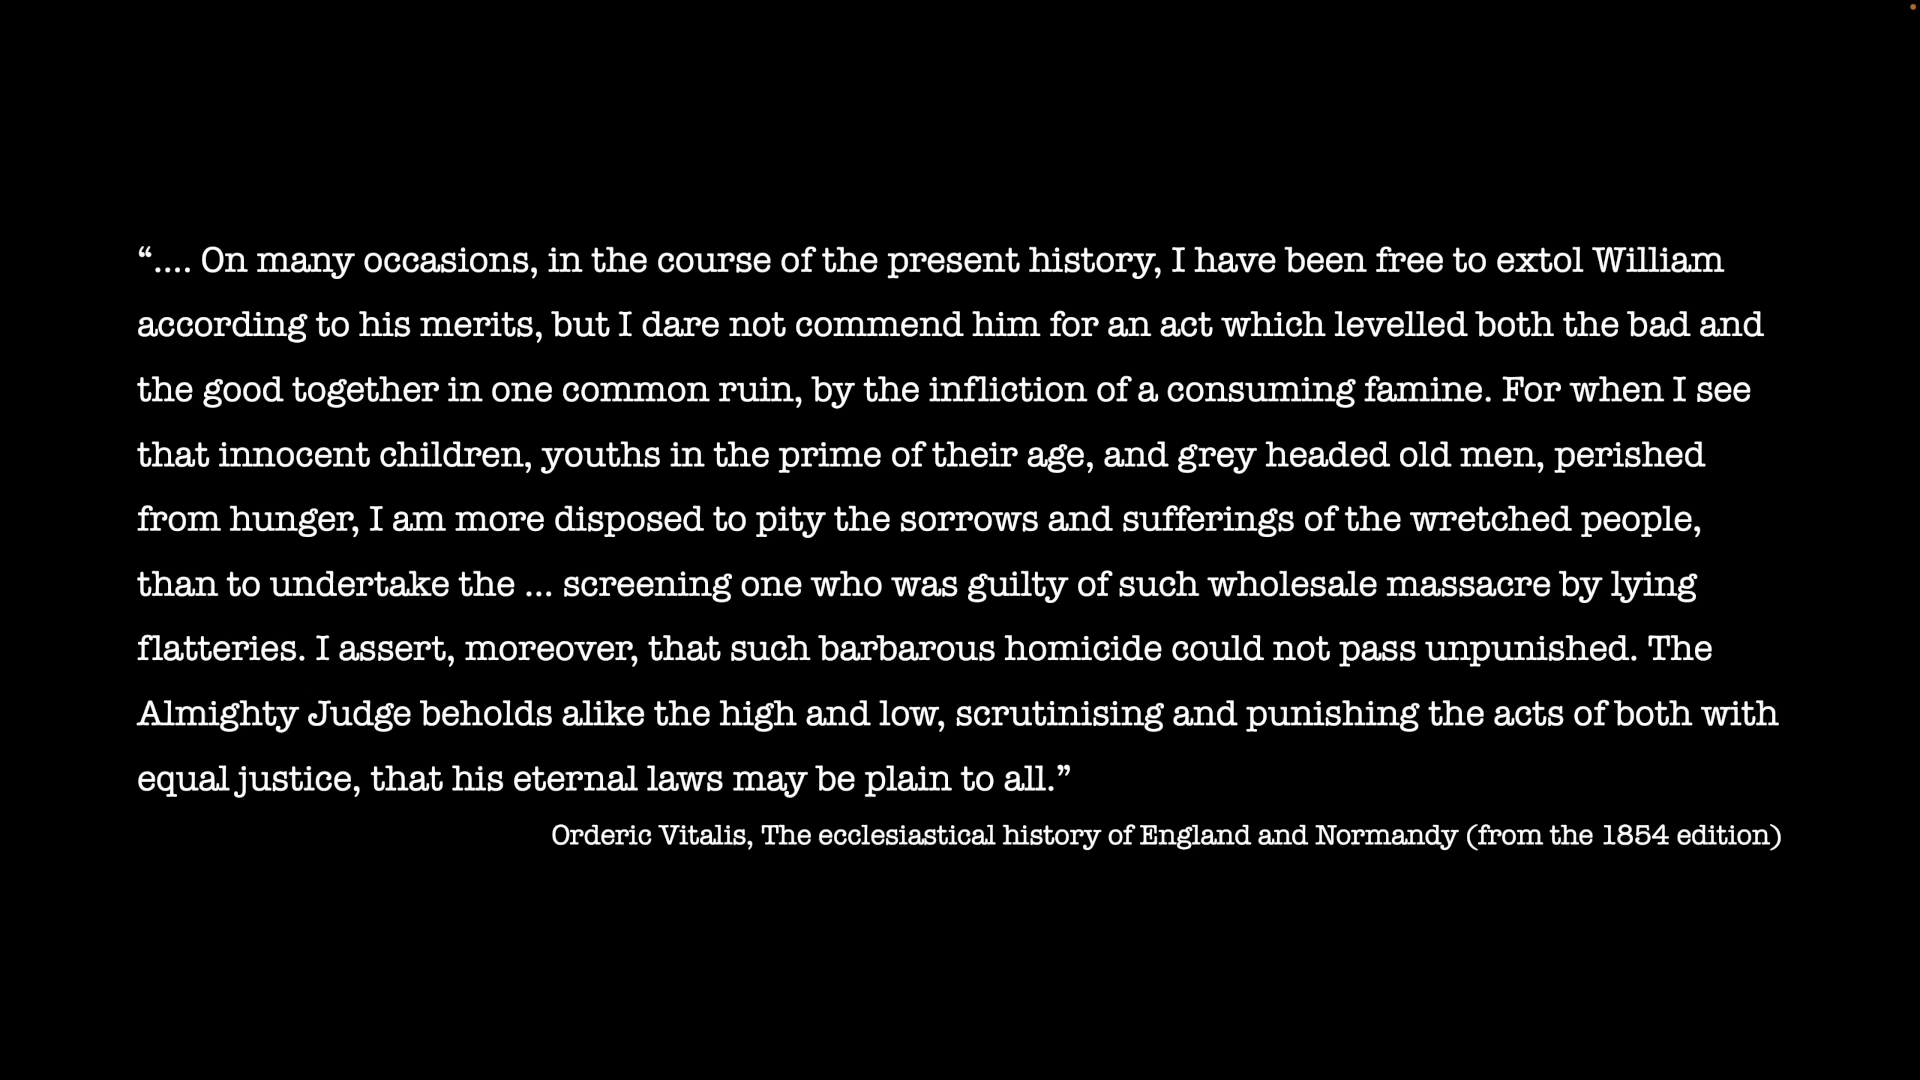 “.... On many occasions, in the course of the present history, I have been free to extol William
according to his merits, but I dare not commend him for an act which levelled both the bad and
the good together in one common ruin, by the infliction of a consuming famine. For when I see
that innocent children, youths in the prime of their age, and grey headed old men, perished
from hunger, I am more disposed to pity the sorrows and sufferings of the wretched people,
than to undertake the ... screening one who was guilty of such wholesale massacre by lying
flatteries. I assert, moreover, that such barbarous homicide could not pass unpunished. The
Almighty Judge beholds alike the high and low, scrutinising and punishing the acts of both with
equal justice, that his eternal laws may be plain to all.”
Orderic Vitalis, The ecclesiastical history of England and Normandy (from the 1854 edition)